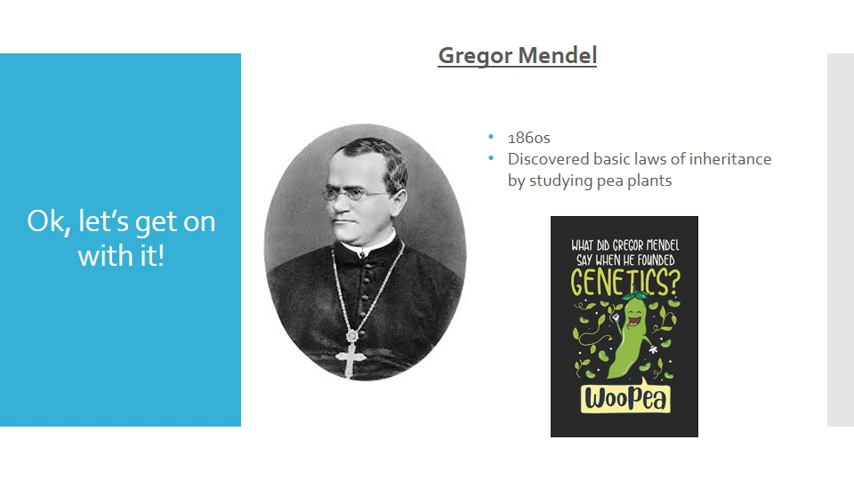 Gregor Mendel
Ok, let's get on
with it!
• 1860s
• Discovered basic laws of inheritance
by studying pea plants
WHAT DID GREGOR MENDEL
SAY WHEN HE FOUNDED
GENETICS?
WooPea